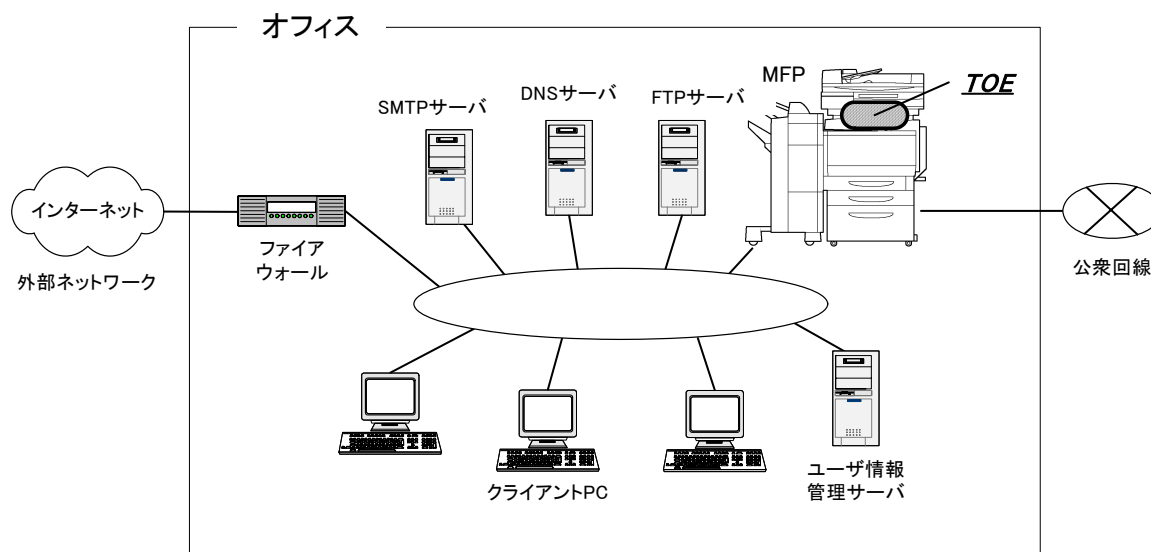 オフィス
MFP
TOE
SMTPサーバ
DNSサーバ
FTPサーバ
インターネット
外部ネットワーク
ファイア
ウォール
公衆回線
クライアントPC
ユーザ情報
管理サーバ